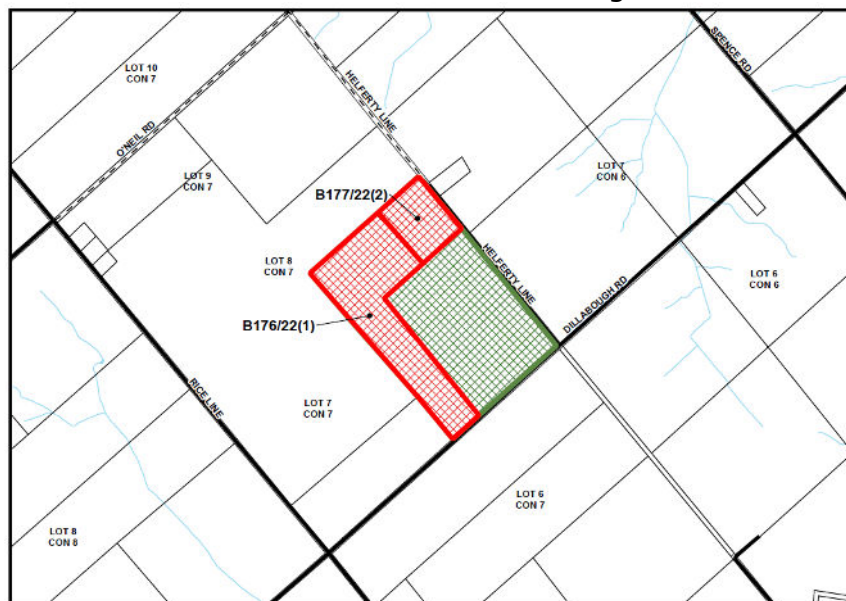 LOT 10
CON 7
HELFERTY LINE
SPENCE RD
O'NEIL RD
LOT 9
CON 7
LOT 7
CON 6
B177/22(2)
LOT 8
CON 7
HELFERTY LINE
DILLABOUGH RD
LOT 6
CON 6
B176/22(1)
RICE LINE
LOT 7
CON 7
LOT 6
CON 7
LOT 8
CON 8